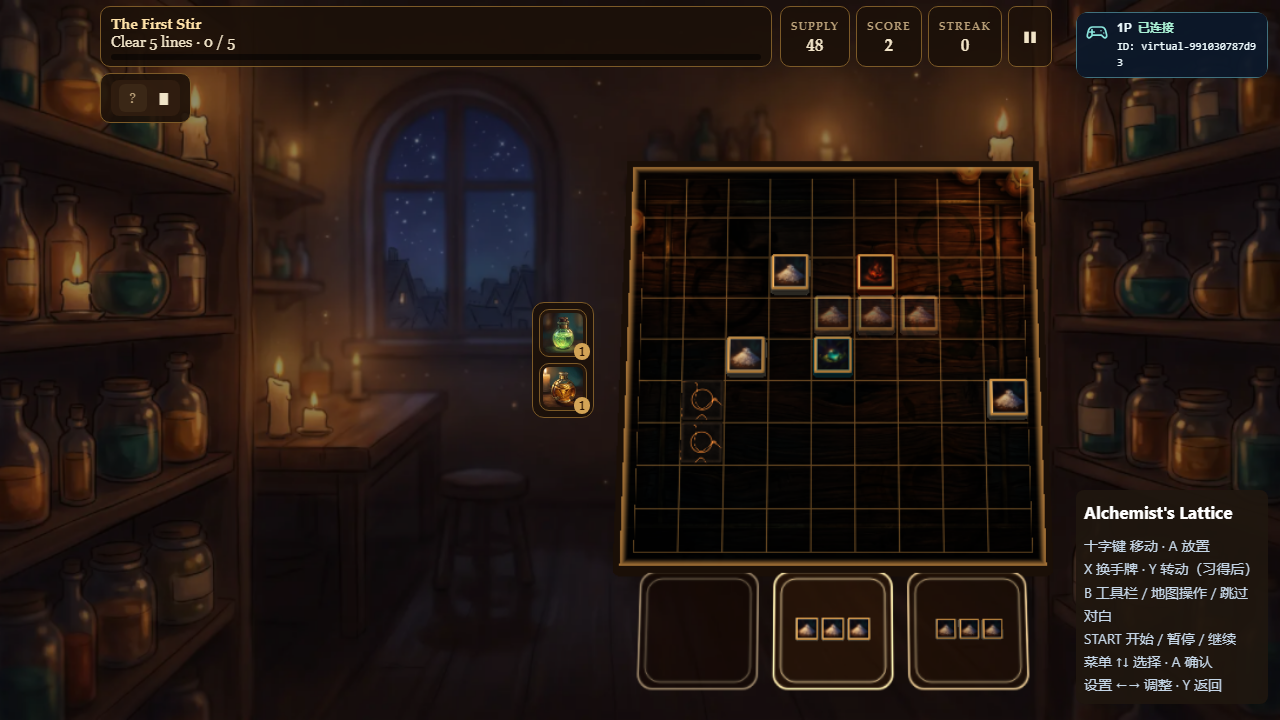 The First Stir
Clear 5 lines · 0 / 5
SUPPLY
48
SCORE
2
STREAK
0
?
1P 已连接
ID: virtual-991030787d9
3
1
1
Alchemist's Lattice
十字键 移动 · A 放置
X 换手牌 · Y 转动（习得后）
B 工具栏 / 地图操作 / 跳过
对白
START 开始 / 暂停 / 继续
菜单 ↑↓ 选择 · A 确认
设置 ←→ 调整 · Y 返回